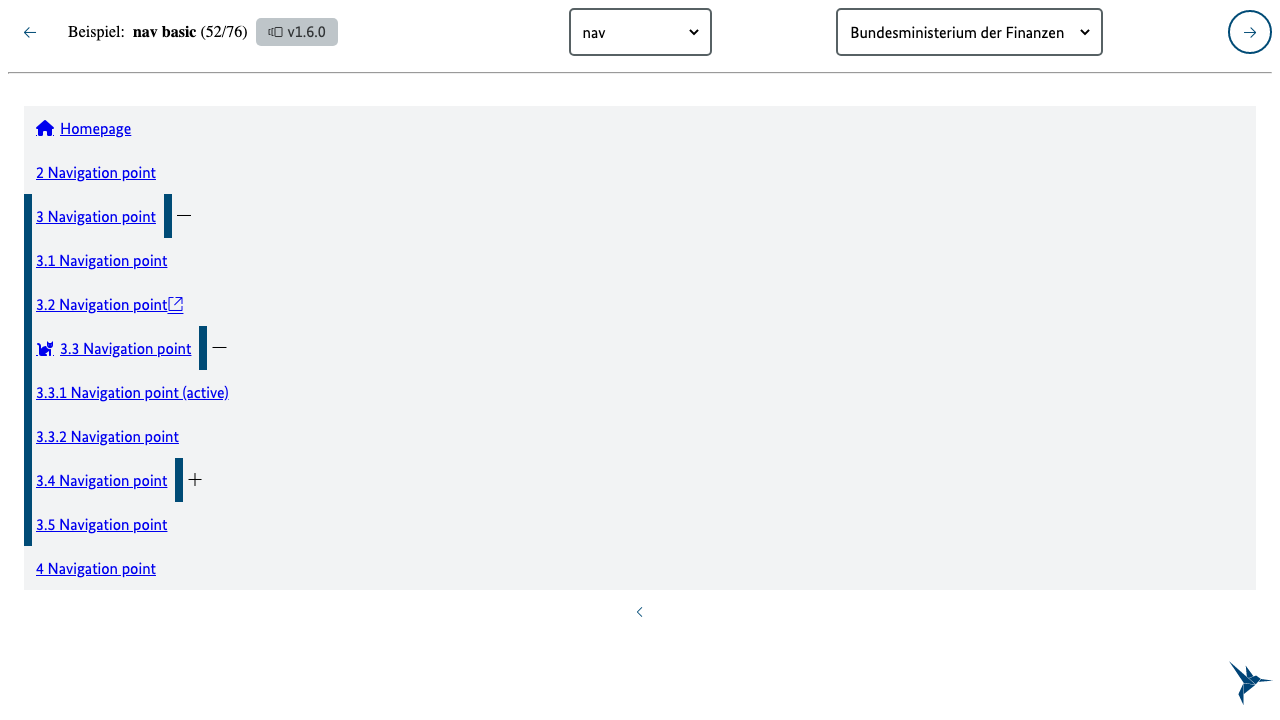 Beispiel: nav basic (52/76) v1.6.0 nav Bundesministerium der Finanzen
Homepage
2 Navigation point
3 Navigation point
3.1 Navigation point
3.2 Navigation point
3.3 Navigation point
3.3.1 Navigation point (active)
3.3.2 Navigation point
3.4 Navigation point
3.5 Navigation point
4 Navigation point